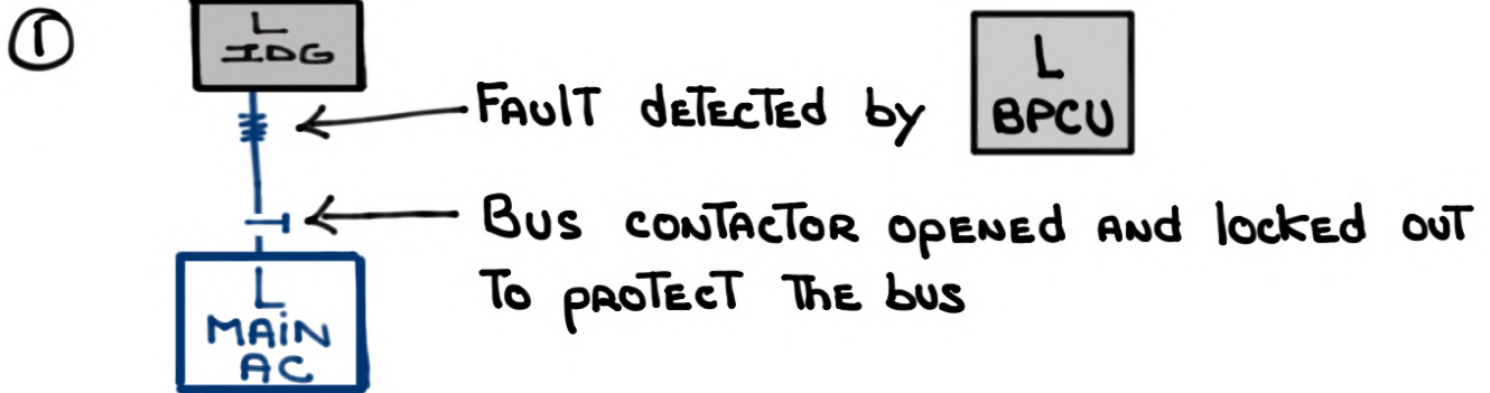 ①
L
IDG
FAULT detected by
L
BPCU
Bus contactor opened and locked out
To protect the bus
L
MAIN
AC